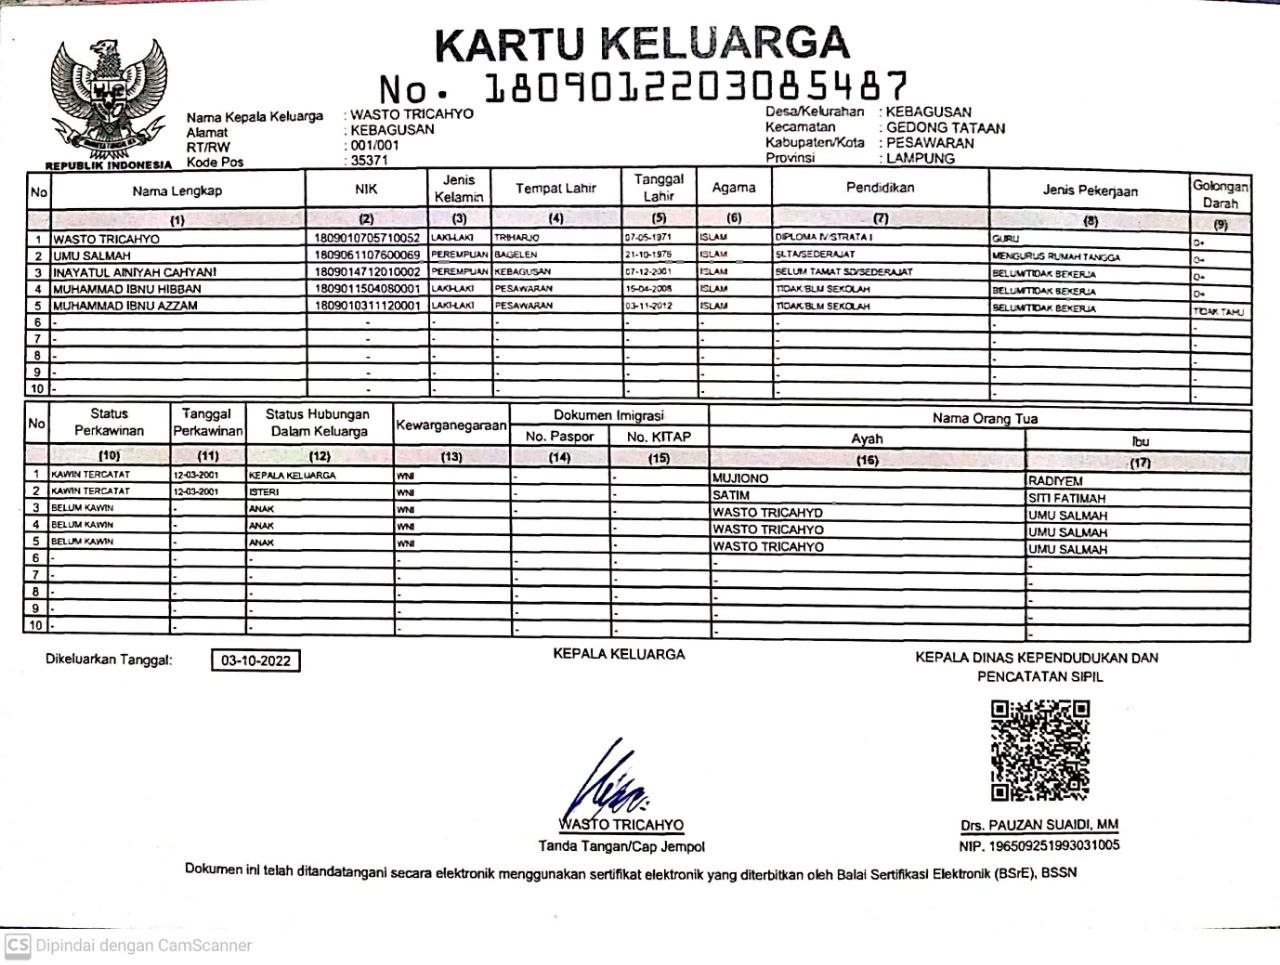 KARTU KELUARGA
No. 1809012203085487
Nama Kepala Keluarga : WASTO TRICAHYO
Alamat : KEBAGUSAN
RT/RW : 001/001
Kode Pos : 35371
Desa/Kelurahan : KEBAGUSAN
Kecamatan : GEDONG TATAAN
Kabupaten/Kota : PESAWARAN
Provinsi : LAMPUNG
REPUBLIK INDONESIA
No Nama Lengkap NIK Jenis Kelamin Tempat Lahir Tanggal Lahir Agama Pendidikan Jenis Pekerjaan Golongan Darah
(1) (2) (3) (4) (5) (6) (7) (8) (9)
1 WASTO TRICAHYO 1809010705710052 LAKI-LAKI TRIHARJO 07-05-1971 ISLAM DIPLOMA IV/STRATA I GURU O+
2 UMU SALMAH 1809061107600069 PEREMPUAN BAGELEN 21-10-1976 ISLAM SLTA/SEDERAJAT MENGURUS RUMAH TANGGA O+
3 INAYATUL AINIYAH CAHYANI 1809014712010002 PEREMPUAN KEBAGUSAN 07-12-2001 ISLAM BELUM TAMAT SD/SEDERAJAT BELUM/TIDAK BEKERJA O+
4 MUHAMMAD IBNU HIBBAN 1809011504080001 LAKI-LAKI PESAWARAN 15-04-2008 ISLAM TIDAK/BLM SEKOLAH BELUM/TIDAK BEKERJA O+
5 MUHAMMAD IBNU AZZAM 1809010311120001 LAKI-LAKI PESAWARAN 03-11-2012 ISLAM TIDAK/BLM SEKOLAH BELUM/TIDAK BEKERJA TIDAK TAHU
6 - - - - - - - - -
7 - - - - - - - - -
8 - - - - - - - - -
9 - - - - - - - - -
10 - - - - - - - - -
No Status Perkawinan Tanggal Perkawinan Status Hubungan Dalam Keluarga Kewarganegaraan Dokumen Imigrasi Nama Orang Tua
No. Paspor No. KITAP Ayah Ibu
(10) (11) (12) (13) (14) (15) (16) (17)
1 KAWIN TERCATAT 12-03-2001 KEPALA KELUARGA WNI - - MUJIONO RADIYEM
2 KAWIN TERCATAT 12-03-2001 ISTERI WNI - - SATIM SITI FATIMAH
3 BELUM KAWIN - ANAK WNI - - WASTO TRICAHYO UMU SALMAH
4 BELUM KAWIN - ANAK WNI - - WASTO TRICAHYO UMU SALMAH
5 BELUM KAWIN - ANAK WNI - - WASTO TRICAHYO UMU SALMAH
6 - - - - - - - -
7 - - - - - - - -
8 - - - - - - - -
9 - - - - - - - -
10 - - - - - - - -
Dikeluarkan Tanggal: 03-10-2022
KEPALA KELUARGA
KEPALA DINAS KEPENDUDUKAN DAN
PENCATATAN SIPIL
WASTO TRICAHYO
Tanda Tangan/Cap Jempol
Drs. PAUZAN SUAIDI, MM
NIP. 196509251993031005
Dokumen ini telah ditandatangani secara elektronik menggunakan sertifikat elektronik yang diterbitkan oleh Balai Sertifikasi Elektronik (BSrE), BSSN
CS Dipindai dengan CamScanner